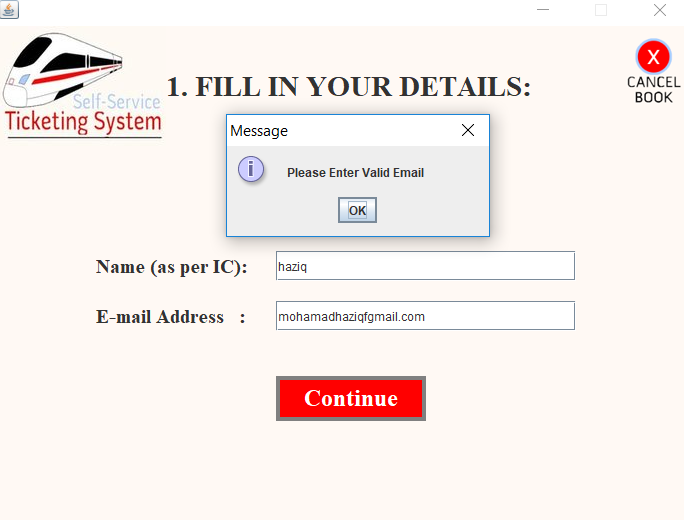 Self-Service
Ticketing System
1. FILL IN YOUR DETAILS:
X
CANCEL
BOOK
Message
i
Please Enter Valid Email
OK
Name (as per IC):
haziq
E-mail Address :
mohamadhaziqfgmail.com
Continue